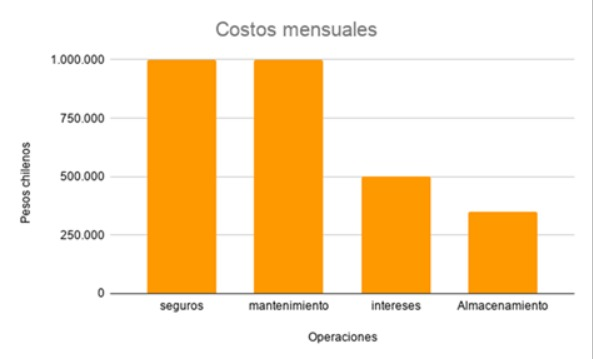 Costos mensuales
1.000.000
750.000
500.000
250.000
0
Pesos chilenos
seguros
mantenimiento
intereses
Almacenamiento
Operaciones